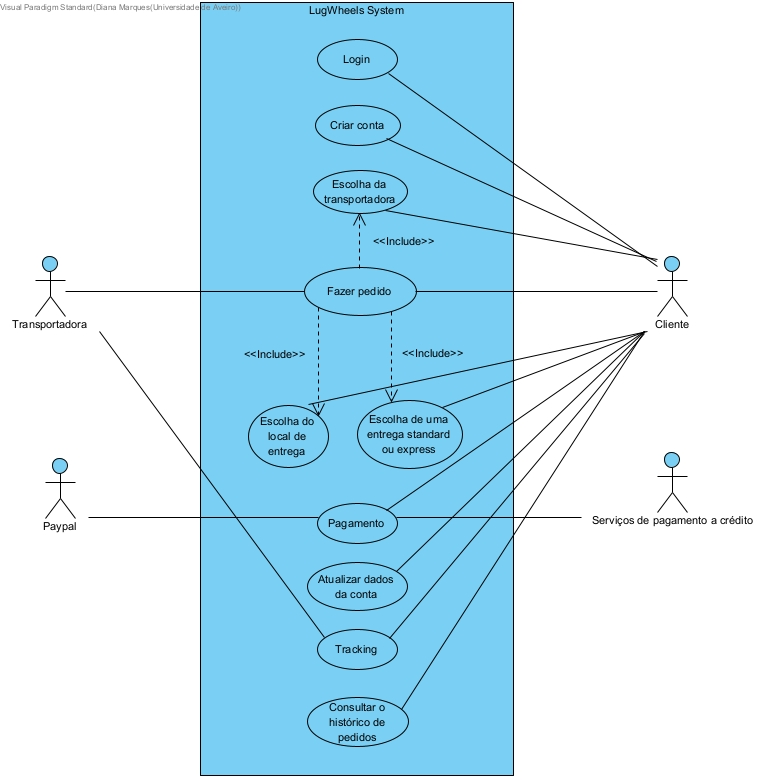 Visual Paradigm Standard(Diana Marques(Universidade de Aveiro))
LugWheels System
Login
Criar conta
Escolha da
transportadora
<<Include>>
Fazer pedido
Transportadora
Cliente
<<Include>>
<<Include>>
Escolha do
local de
entrega
Escolha de uma
entrega standard
ou express
Pagamento
Paypal
Serviços de pagamento a crédito
Atualizar dados
da conta
Tracking
Consultar o
histórico de
pedidos